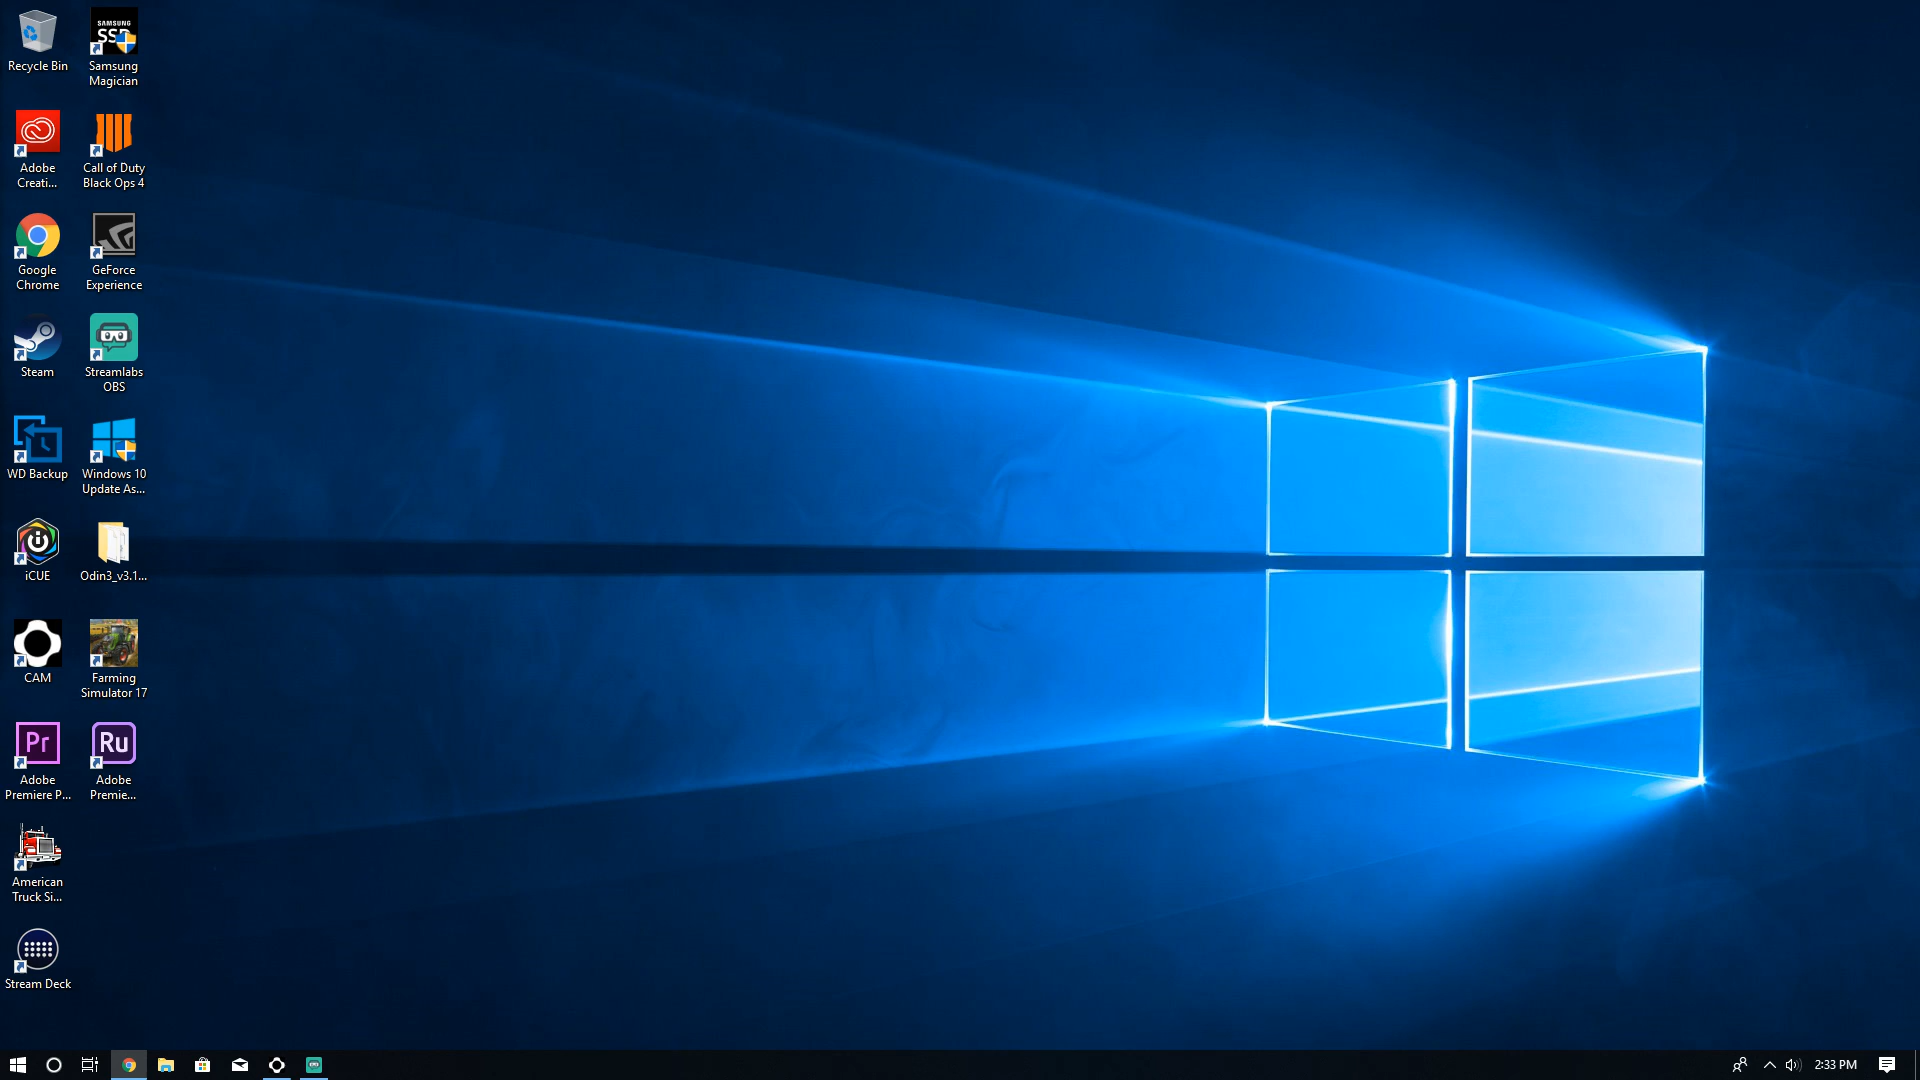 Recycle Bin
SAMSUNG
SSD
Samsung
Magician
Adobe
Creati...
Call of Duty
Black Ops 4
Google
Chrome
GeForce
Experience
Steam
Streamlabs
OBS
WD Backup
Windows 10
Update As...
iCUE
Odin3_v3.1...
CAM
Farming
Simulator 17
Pr
Adobe
Premiere P...
Ru
Adobe
Premie...
American
Truck Si...
Stream Deck
2:33 PM